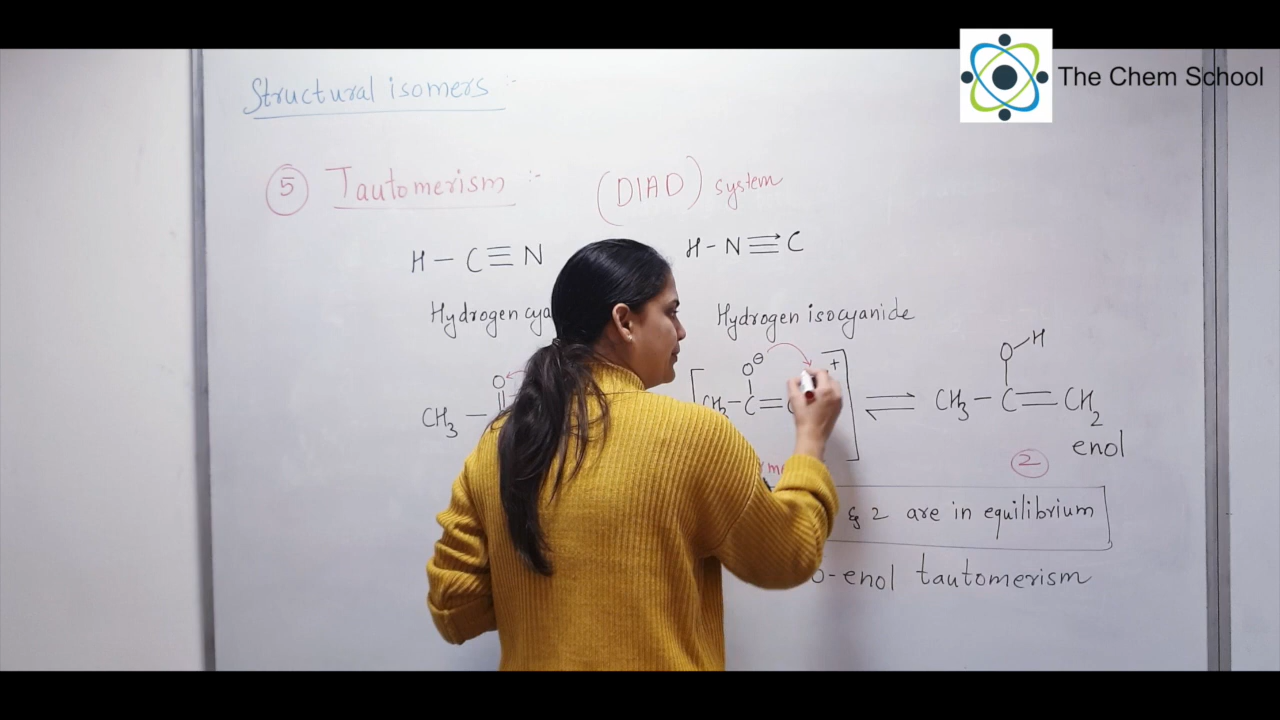 The Chem School
Structural isomers :-
5 Tautomerism :- (DIAD) system
H - C ≡ N H - N ≡ C
Hydrogen Hydrogen isocyanide
O⊖ + O-H
CH3 - CH3 - C = ⇌ CH3 - C = CH2
enol
2
& 2 are in equilibrium
-enol tautomerism